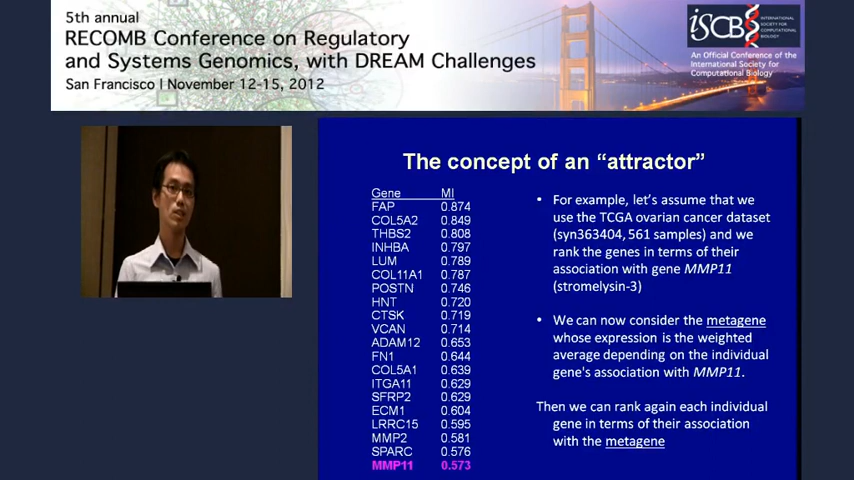 5th annual
RECOMB Conference on Regulatory
and Systems Genomics, with DREAM Challenges
San Francisco | November 12-15, 2012
iSCB
INTERNATIONAL
SOCIETY FOR
COMPUTATIONAL
BIOLOGY
An Official Conference of the
International Society for
Computational Biology
The concept of an “attractor”
Gene MI
FAP 0.874
COL5A2 0.849
THBS2 0.808
INHBA 0.797
LUM 0.789
COL11A1 0.787
POSTN 0.746
HNT 0.720
CTSK 0.719
VCAN 0.714
ADAM12 0.653
FN1 0.644
COL5A1 0.639
ITGA11 0.629
SFRP2 0.629
ECM1 0.604
LRRC15 0.595
MMP2 0.581
SPARC 0.576
MMP11 0.573
• For example, let’s assume that we
use the TCGA ovarian cancer dataset
(syn363404, 561 samples) and we
rank the genes in terms of their
association with gene MMP11
(stromelysin-3)
• We can now consider the metagene
whose expression is the weighted
average depending on the individual
gene's association with MMP11.
Then we can rank again each individual
gene in terms of their association
with the metagene